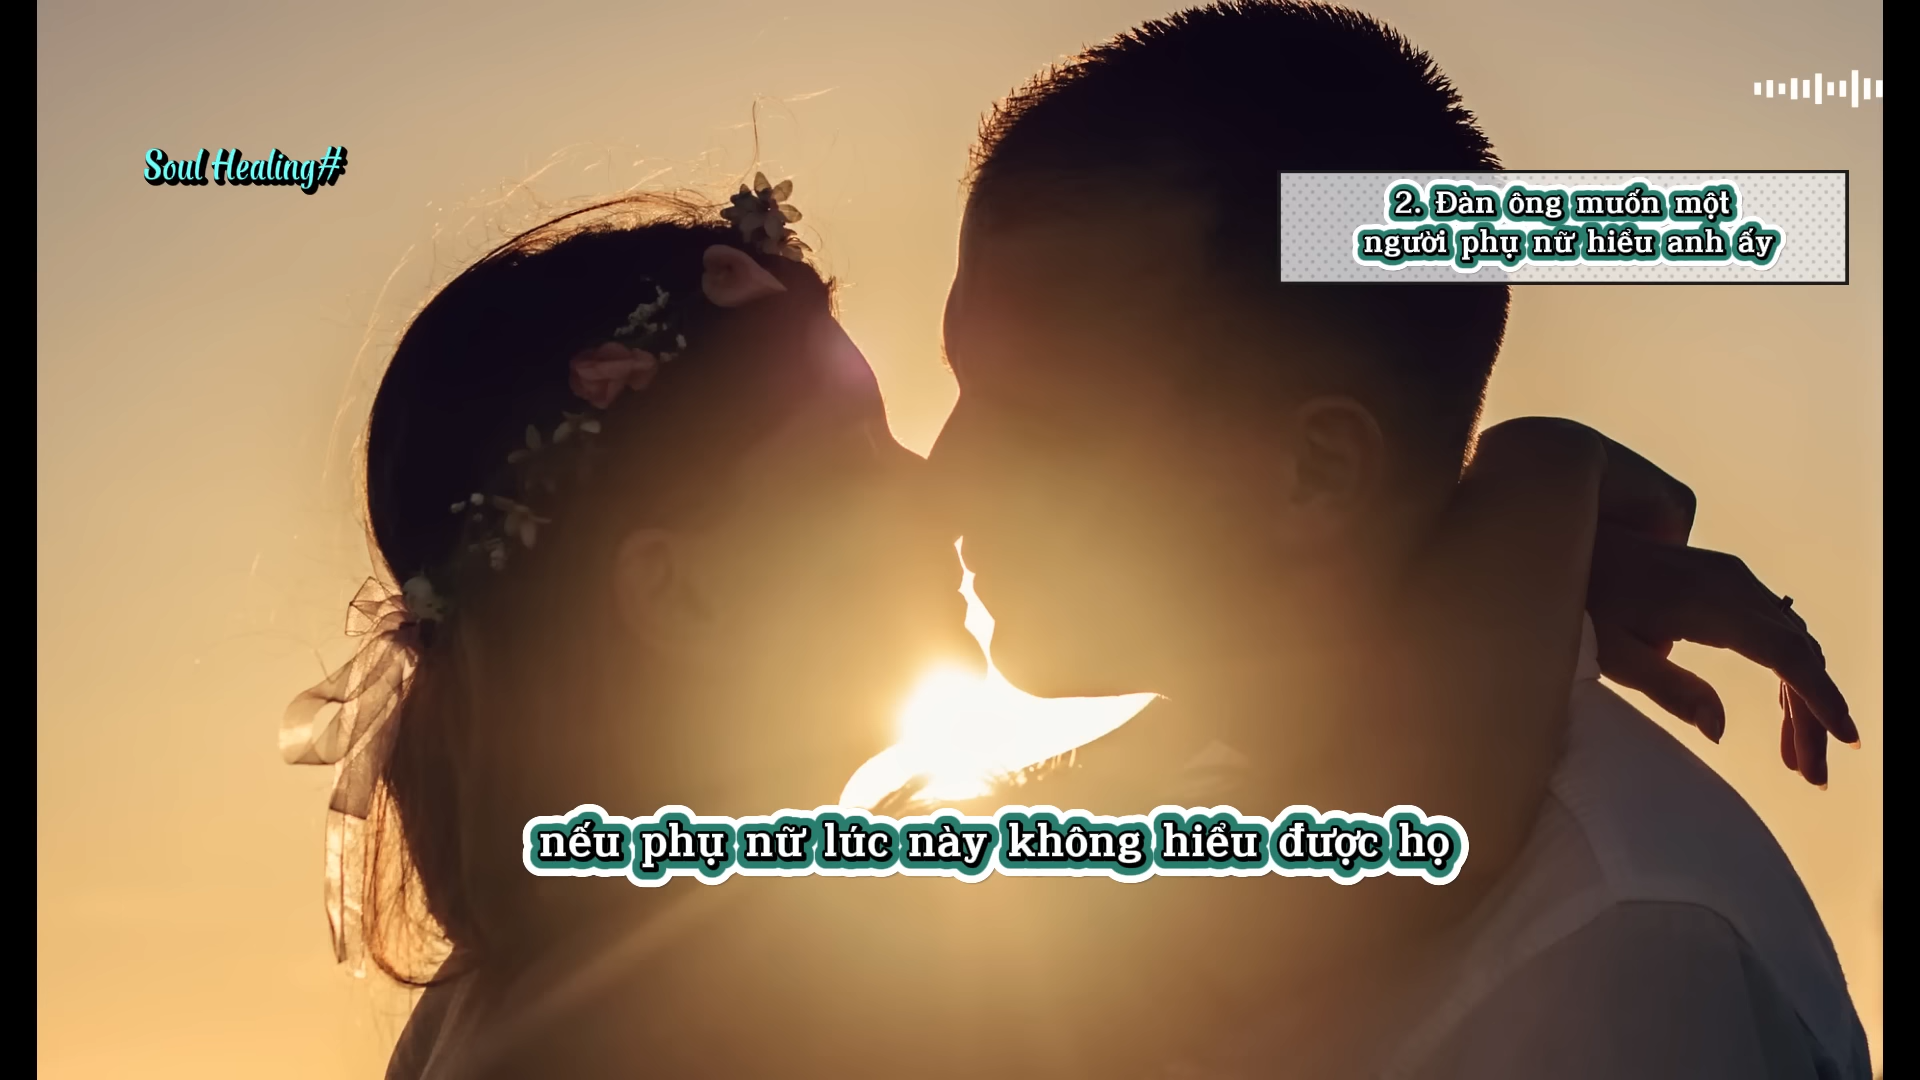 Soul Healing#
2. Đàn ông muốn một
người phụ nữ hiểu anh ấy
nếu phụ nữ lúc này không hiểu được họ